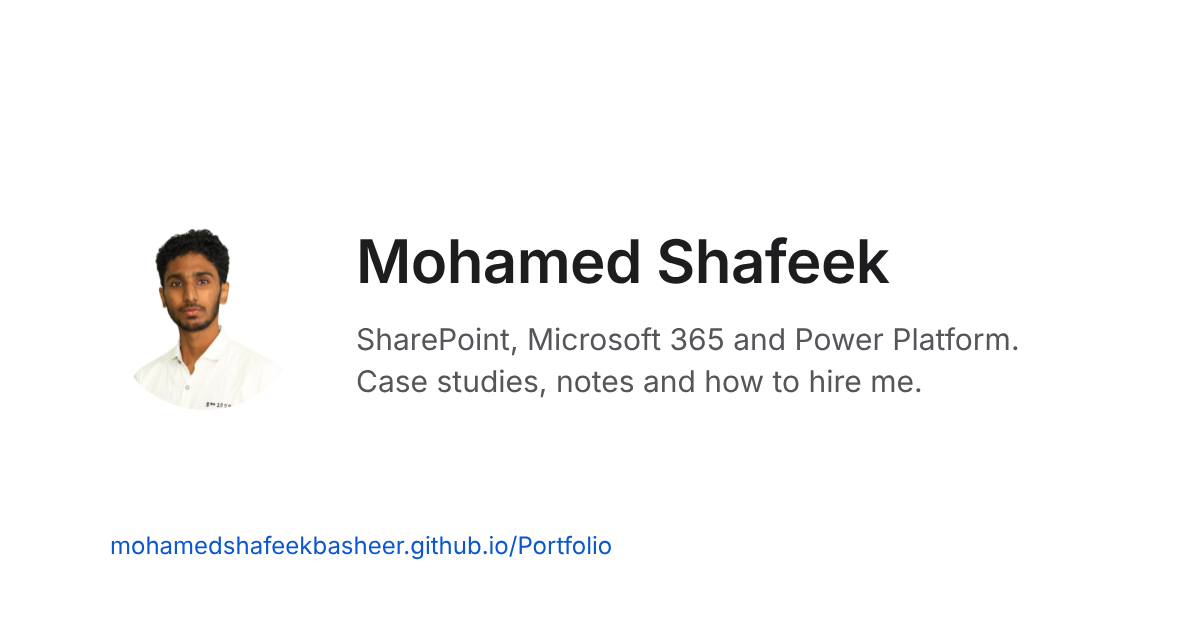 Mohamed Shafeek
SharePoint, Microsoft 365 and Power Platform.
Case studies, notes and how to hire me.
mohamedshafeekbasheer.github.io/Portfolio